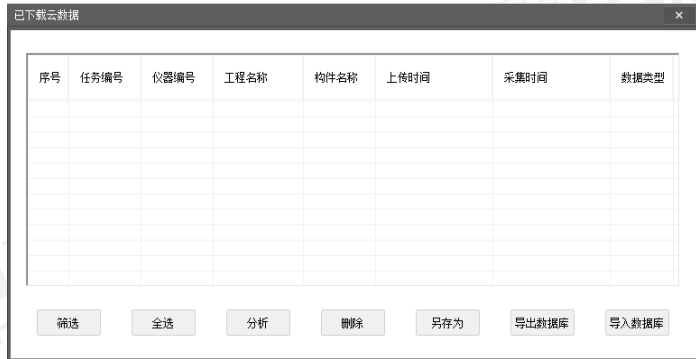 已下载云数据
序号 任务编号 仪器编号 工程名称 构件名称 上传时间 采集时间 数据类型
筛选 全选 分析 删除 另存为 导出数据库 导入数据库